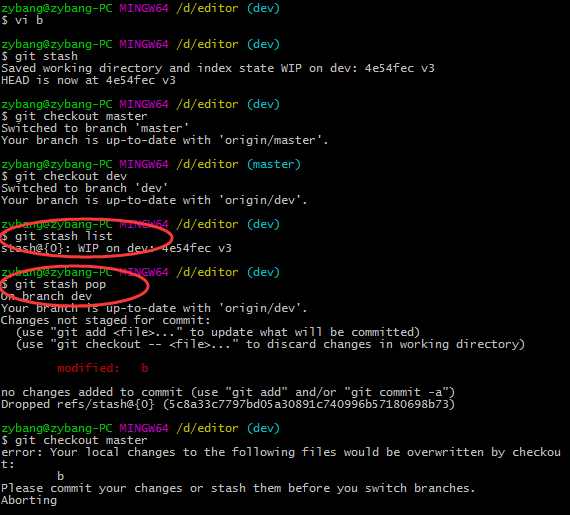 zybang@zybang-PC MINGW64 /d/editor (dev)
$ vi b
zybang@zybang-PC MINGW64 /d/editor (dev)
$ git stash
Saved working directory and index state WIP on dev: 4e54fec v3
HEAD is now at 4e54fec v3
zybang@zybang-PC MINGW64 /d/editor (dev)
$ git checkout master
Switched to branch 'master'
Your branch is up-to-date with 'origin/master'.
zybang@zybang-PC MINGW64 /d/editor (master)
$ git checkout dev
Switched to branch 'dev'
Your branch is up-to-date with 'origin/dev'.
zybang@zybang-PC MINGW64 /d/editor (dev)
$ git stash list
stash@{0}: WIP on dev: 4e54fec v3
zybang@zybang-PC MINGW64 /d/editor (dev)
$ git stash pop
On branch dev
Your branch is up-to-date with 'origin/dev'.
Changes not staged for commit:
  (use "git add <file>..." to update what will be committed)
  (use "git checkout -- <file>..." to discard changes in working directory)
        modified:   b
no changes added to commit (use "git add" and/or "git commit -a")
Dropped refs/stash@{0} (5c8a33c7797bd05a30891c740996b57180698b73)
zybang@zybang-PC MINGW64 /d/editor (dev)
$ git checkout master
error: Your local changes to the following files would be overwritten by checkou
t:
        b
Please commit your changes or stash them before you switch branches.
Aborting